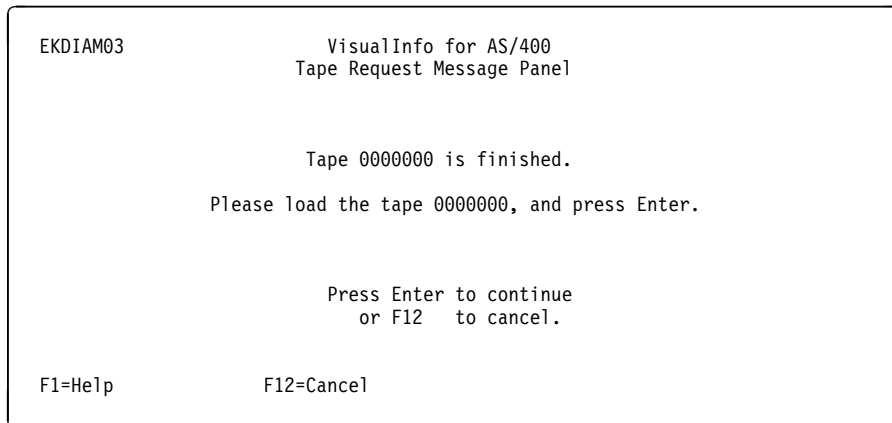 EKDIAM03 VisualInfo for AS/400
Tape Request Message Panel
Tape 0000000 is finished.
Please load the tape 0000000, and press Enter.
Press Enter to continue
or F12 to cancel.
F1=Help F12=Cancel